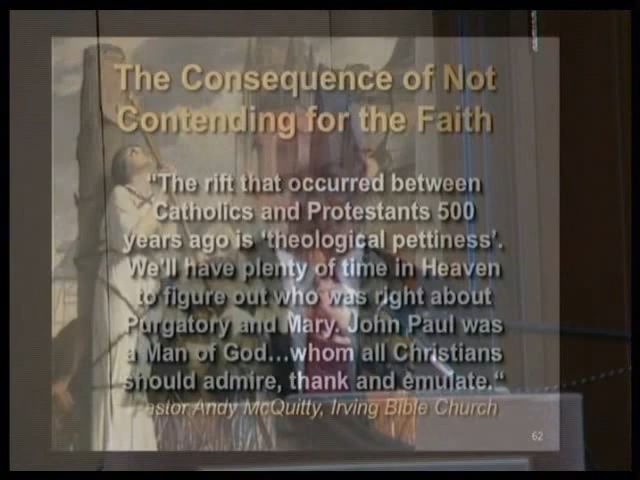 The Consequence of Not
Contending for the Faith
"The rift that occurred between
Catholics and Protestants 500
years ago is 'theological pettiness'.
We'll have plenty of time in Heaven
to figure out who was right about
Purgatory and Mary. John Paul was
a Man of God...whom all Christians
should admire, thank and emulate."
Pastor Andy McQuitty, Irving Bible Church
62